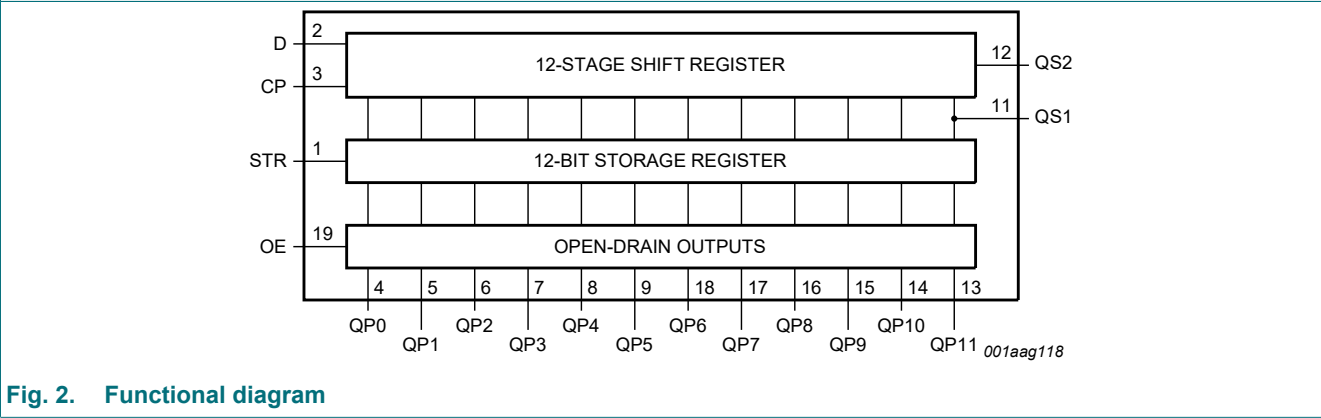 2
D
12-STAGE SHIFT REGISTER
12
QS2
3
CP
11
QS1
1
STR
12-BIT STORAGE REGISTER
19
OE
OPEN-DRAIN OUTPUTS
4 5 6 7 8 9 18 17 16 15 14 13
QP0 QP2 QP4 QP6 QP8 QP10
QP1 QP3 QP5 QP7 QP9 QP11
001aag118
Fig. 2. Functional diagram